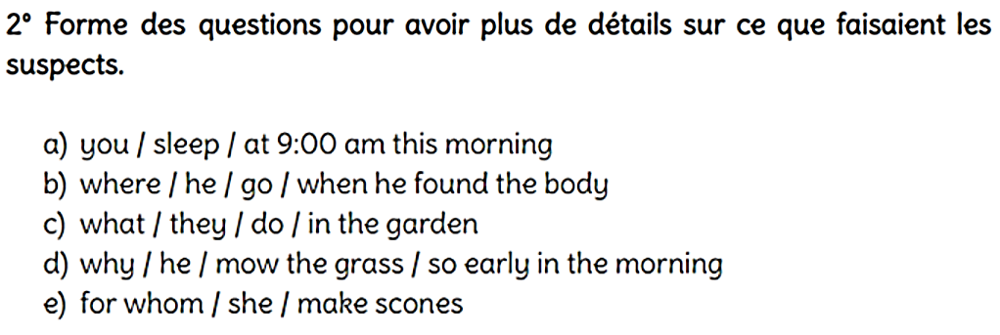 2° Forme des questions pour avoir plus de détails sur ce que faisaient les
suspects.
a) you / sleep / at 9:00 am this morning
b) where / he / go / when he found the body
c) what / they / do / in the garden
d) why / he / mow the grass / so early in the morning
e) for whom / she / make scones